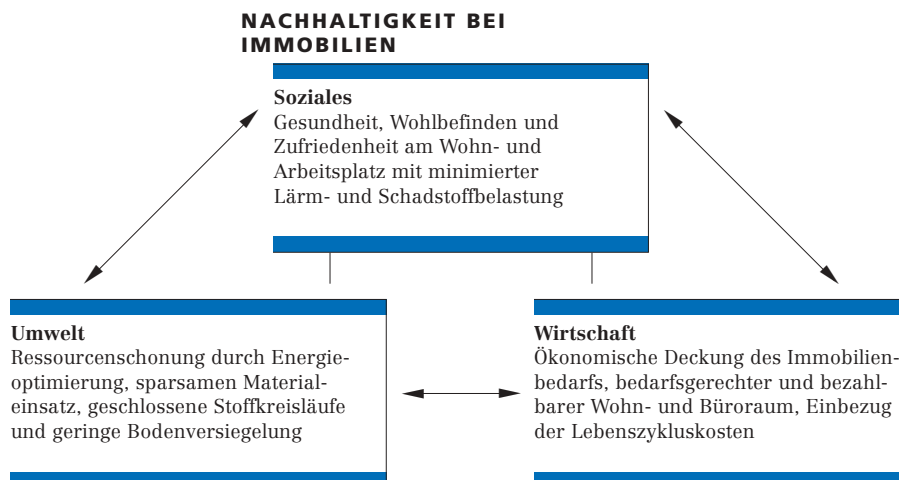 NACHHALTIGKEIT BEI
IMMOBILIEN
Soziales
Gesundheit, Wohlbefinden und
Zufriedenheit am Wohn- und
Arbeitsplatz mit minimierter
Lärm- und Schadstoffbelastung
Umwelt
Ressourcenschonung durch Energie-
optimierung, sparsamen Material-
einsatz, geschlossene Stoffkreisläufe
und geringe Bodenversiegelung
Wirtschaft
Ökonomische Deckung des Immobilien-
bedarfs, bedarfsgerechter und bezahl-
barer Wohn- und Büroraum, Einbezug
der Lebenszykluskosten